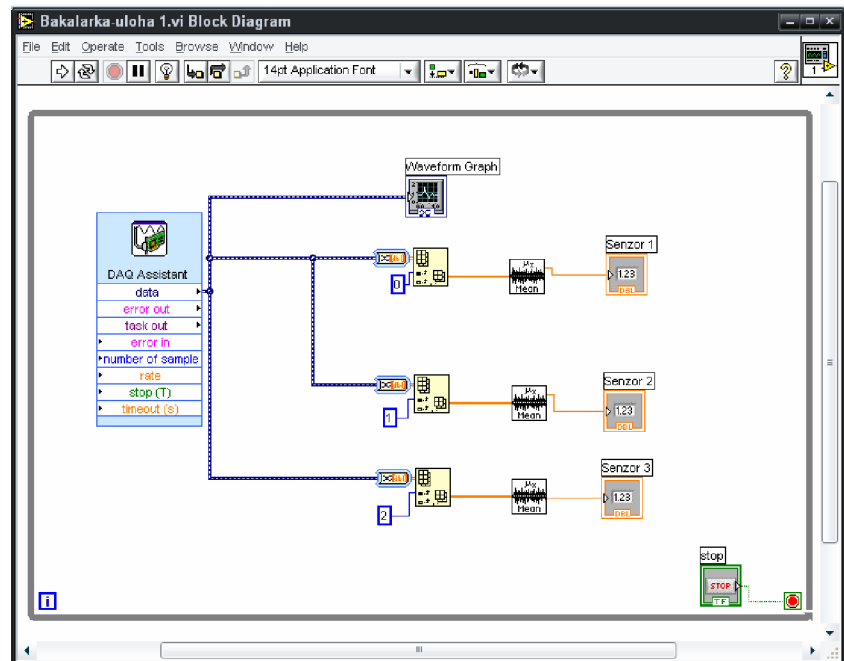 Bakalarka-uloha 1.vi Block Diagram
File Edit Operate Tools Browse Window Help
14pt Application Font
1
Waveform Graph
DAQ Assistant
data
error out
task out
error in
number of sample
rate
stop (T)
timeout (s)
0
Mean
Senzor 1
1.23
DBL
1
Mean
Senzor 2
1.23
DBL
2
Mean
Senzor 3
1.23
DBL
stop
STOP
TF
i